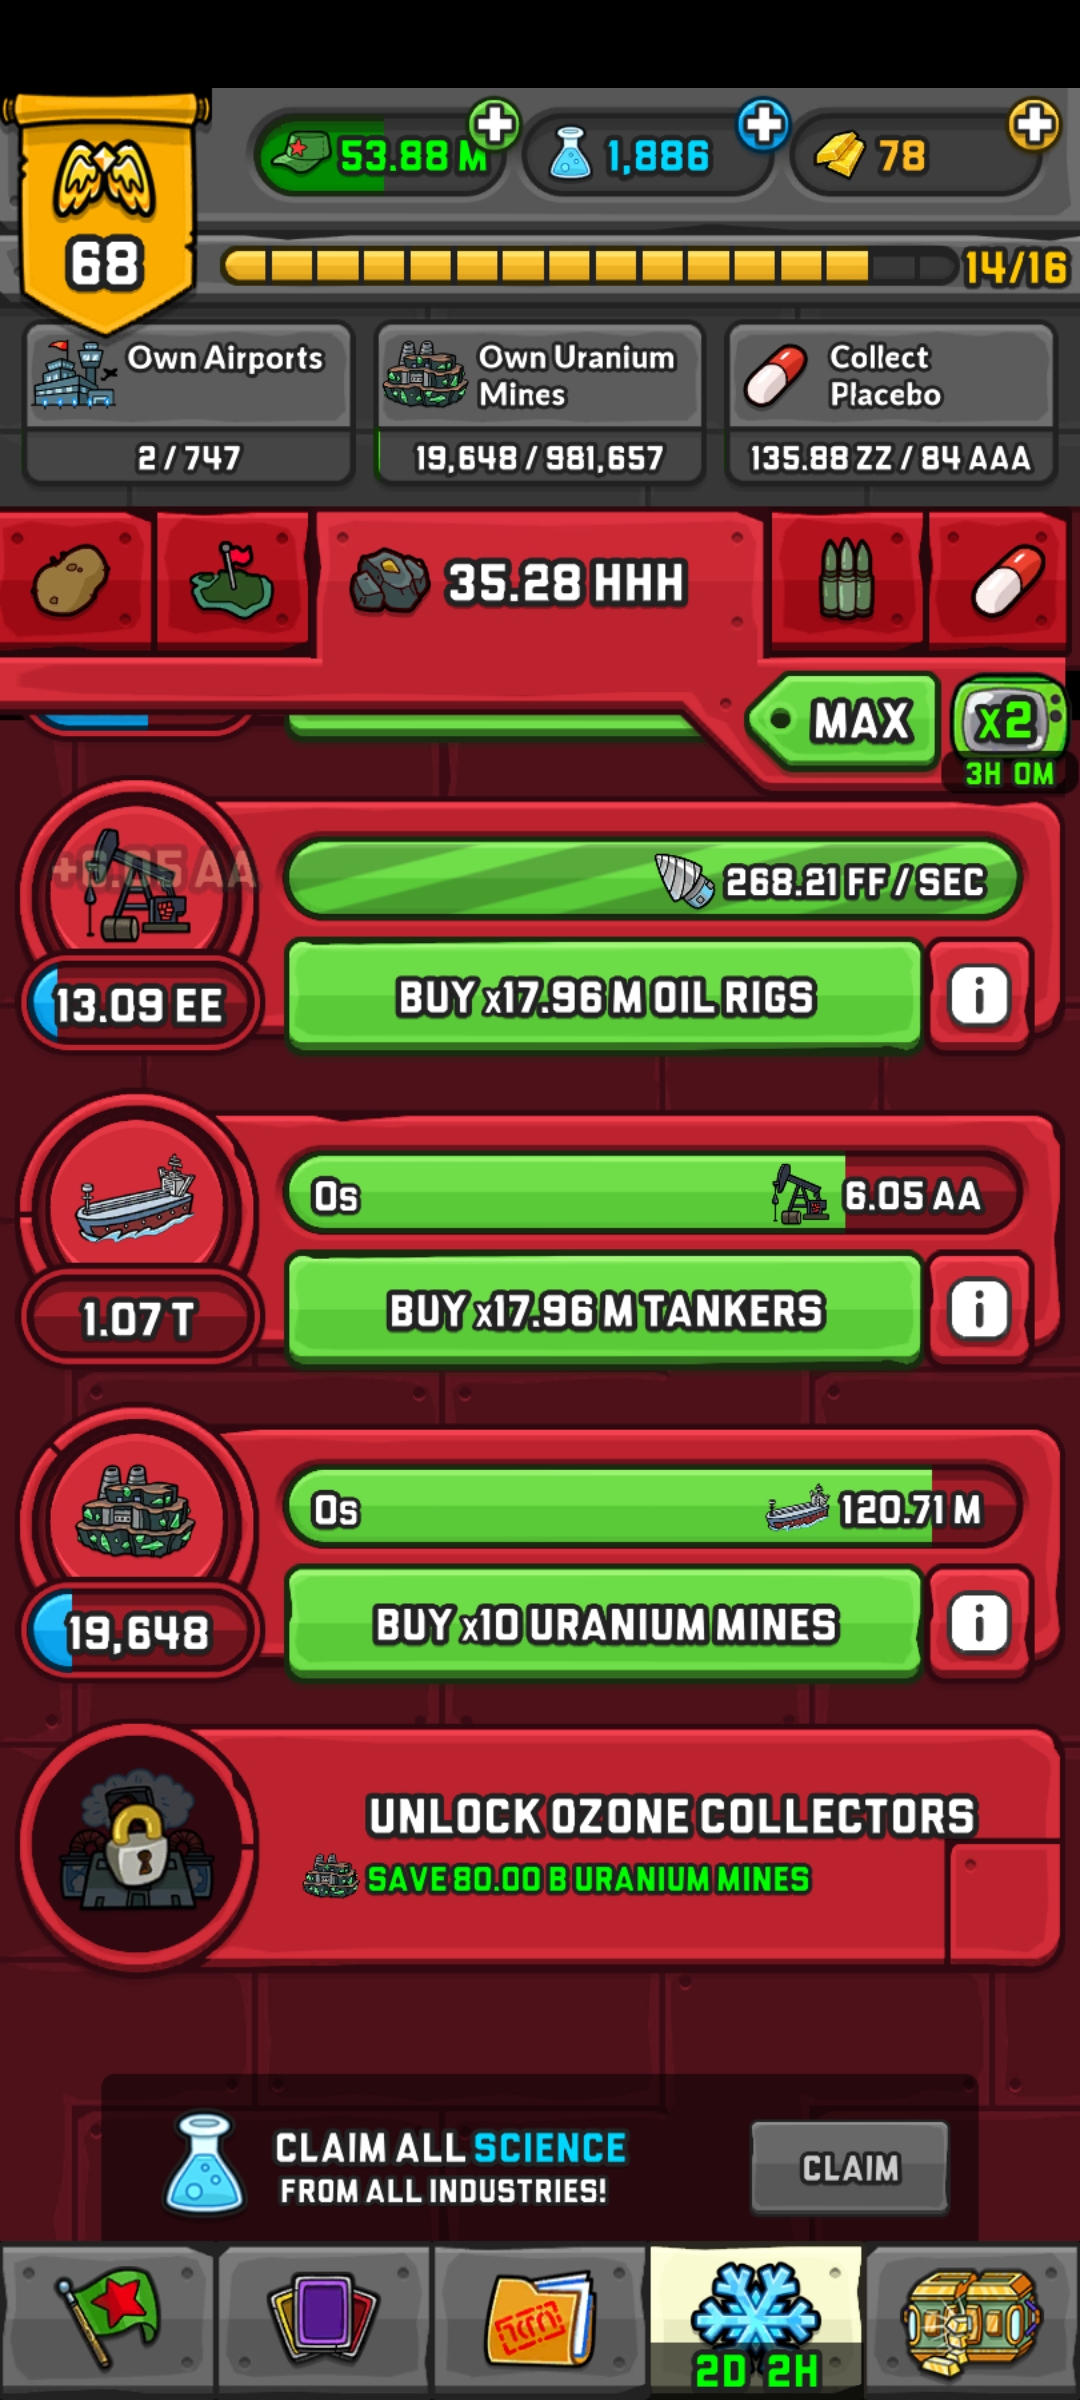 53.88 M
1,886
78
68
14/16
Own Airports
2 / 747
Own Uranium
Mines
19,648 / 981,657
Collect
Placebo
135.88 ZZ / 84 AAA
35.28 HHH
MAX
x2
3H 0M
+6.05 AA
268.21 FF / SEC
13.09 EE
BUY x17.96 M OIL RIGS
i
0s
6.05 AA
1.07 T
BUY x17.96 M TANKERS
i
0s
120.71 M
19,648
BUY x10 URANIUM MINES
i
UNLOCK OZONE COLLECTORS
SAVE 80.00 B URANIUM MINES
CLAIM ALL SCIENCE
FROM ALL INDUSTRIES!
CLAIM
2D 2H